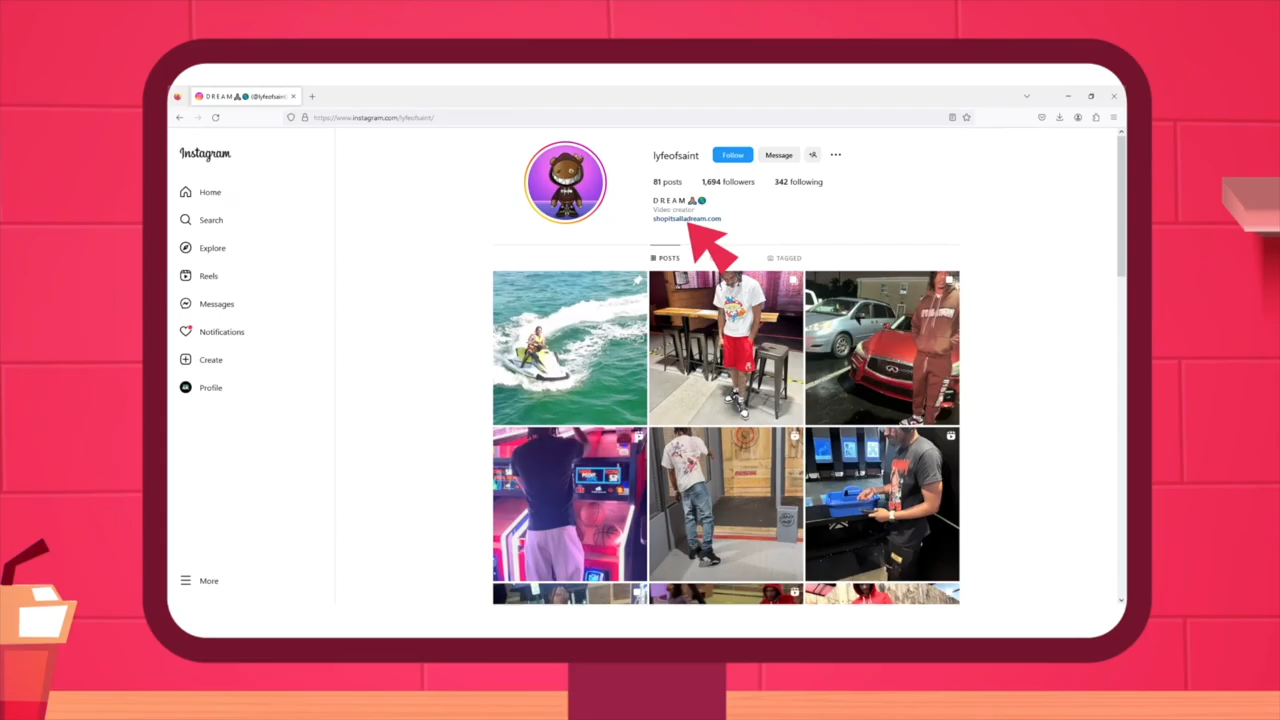 D R E A M (@lyfeofsaint
https://www.instagram.com/lyfeofsaint/
Instagram
lyfeofsaint Follow Message
Home
81 posts 1,694 followers 342 following
D R E A M
Video creator
shopitsalladream.com
Search
Explore
POSTS TAGGED
Reels
Messages
Notifications
Create
Profile
More